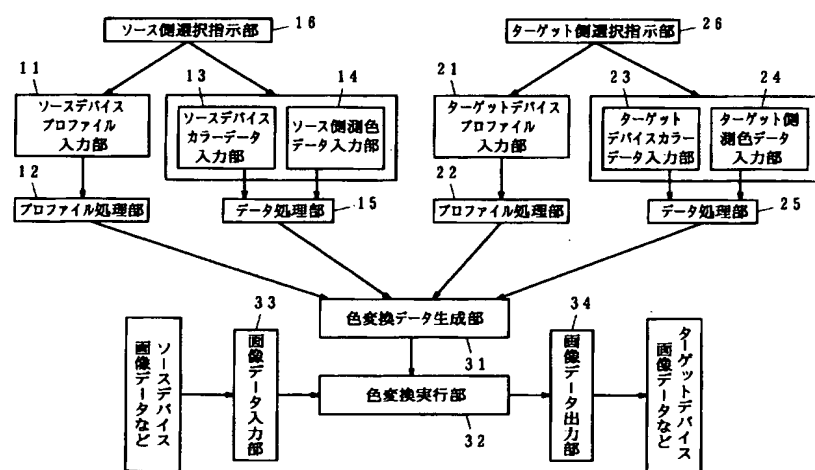 ソース側選択指示部
16
ターゲット側選択指示部
26
11
13
14
21
23
24
ソースデバイス
プロファイル
入力部
ソースデバイス
カラーデータ
入力部
ソース側測色
データ入力部
ターゲットデバイス
プロファイル
入力部
ターゲット
デバイスカラー
データ入力部
ターゲット側
測色データ
入力部
12
22
プロファイル処理部
データ処理部
15
プロファイル処理部
データ処理部
25
33
色変換データ生成部
34
31
ソースデバイス
画像データなど
画像データ入力部
色変換実行部
画像データ出力部
ターゲットデバイス
画像データなど
32